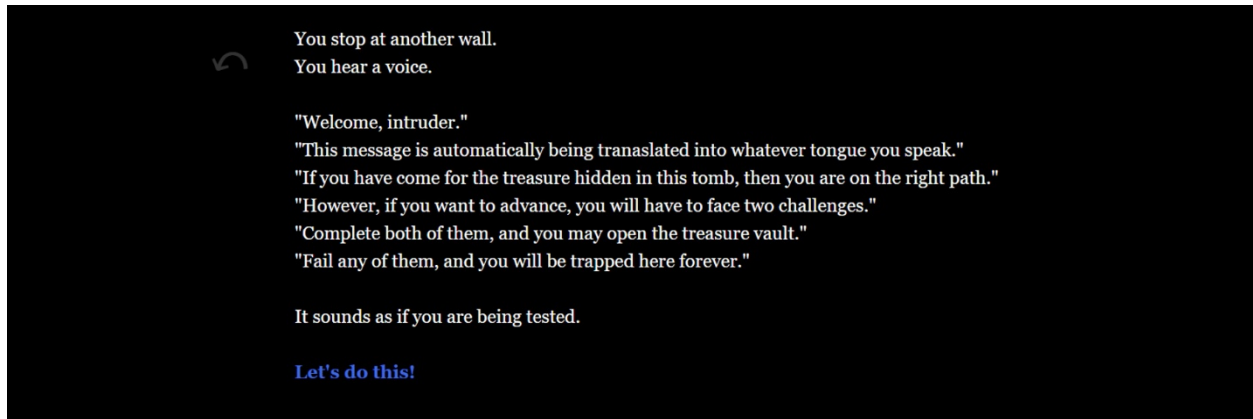 You stop at another wall.
You hear a voice.
"Welcome, intruder."
"This message is automatically being tranaslated into whatever tongue you speak."
"If you have come for the treasure hidden in this tomb, then you are on the right path."
"However, if you want to advance, you will have to face two challenges."
"Complete both of them, and you may open the treasure vault."
"Fail any of them, and you will be trapped here forever."
It sounds as if you are being tested.
Let's do this!